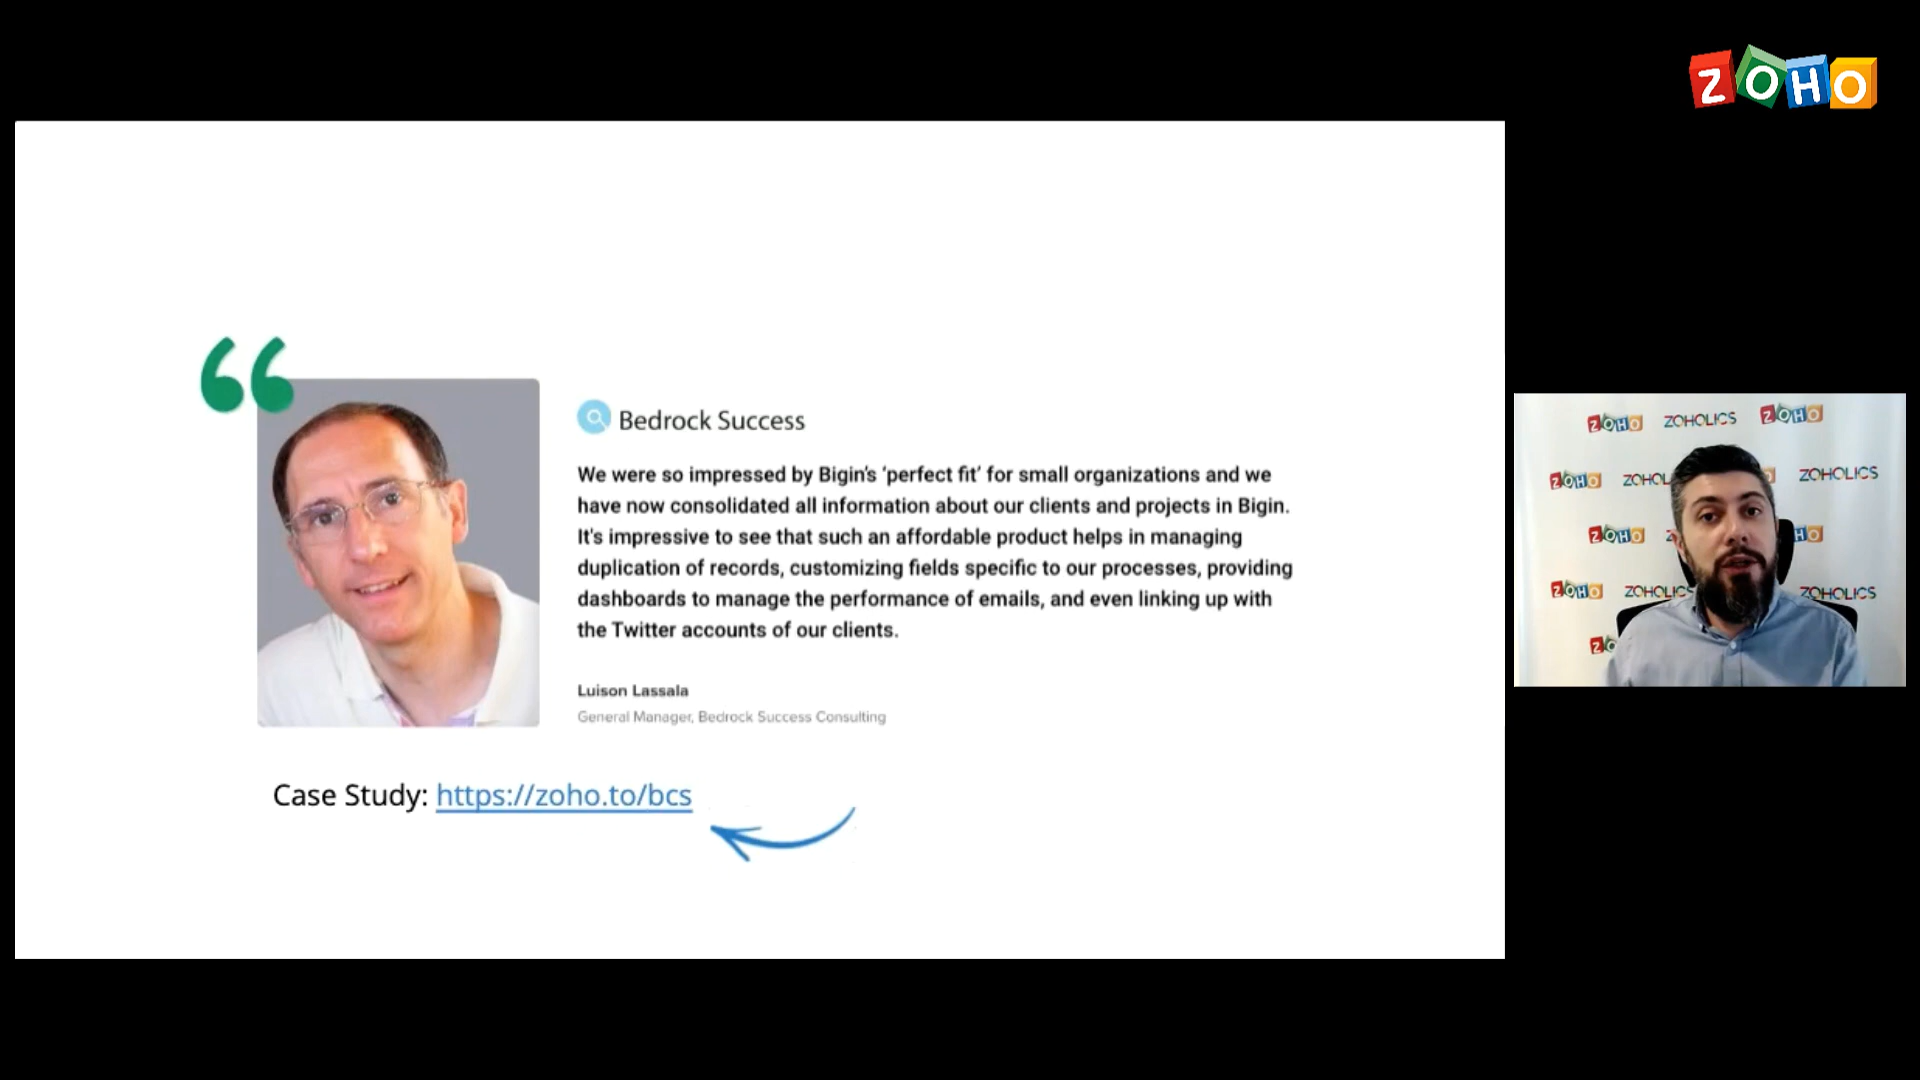 ZOHO
Bedrock Success
We were so impressed by Bigin's 'perfect fit' for small organizations and we
have now consolidated all information about our clients and projects in Bigin.
It's impressive to see that such an affordable product helps in managing
duplication of records, customizing fields specific to our processes, providing
dashboards to manage the performance of emails, and even linking up with
the Twitter accounts of our clients.
Luison Lassala
General Manager, Bedrock Success Consulting
Case Study: https://zoho.to/bcs
ZOHO ZOHOLICS ZOHO
ZOHO ZOHOL ZOHOLICS
ZOHO Z HO
ZOHO ZOHOLICS ZOHOLICS
ZO